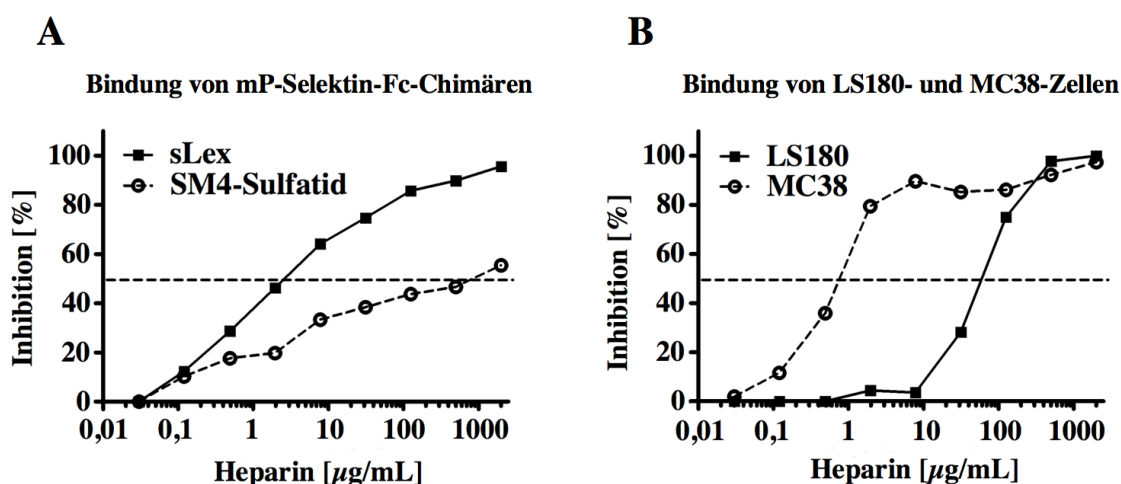 A
Bindung von mP-Selektin-Fc-Chimären
100
80
60
40
20
0
Inhibition [%]
sLex
SM4-Sulfatid
0,01 0,1 1 10 100 1000
Heparin [µg/mL]
B
Bindung von LS180- und MC38-Zellen
100
80
60
40
20
0
Inhibition [%]
LS180
MC38
0,01 0,1 1 10 100 1000
Heparin [µg/mL]